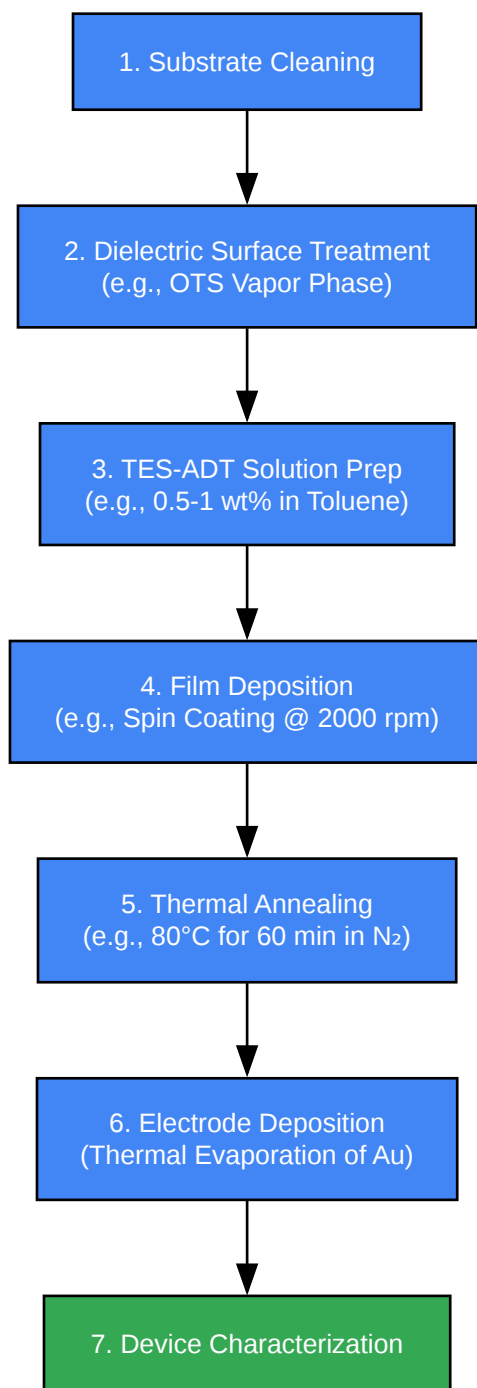 1. Substrate Cleaning
2. Dielectric Surface Treatment
(e.g., OTS Vapor Phase)
3. TES-ADT Solution Prep
(e.g., 0.5-1 wt% in Toluene)
4. Film Deposition
(e.g., Spin Coating @ 2000 rpm)
5. Thermal Annealing
(e.g., 80°C for 60 min in N₂)
6. Electrode Deposition
(Thermal Evaporation of Au)
7. Device Characterization